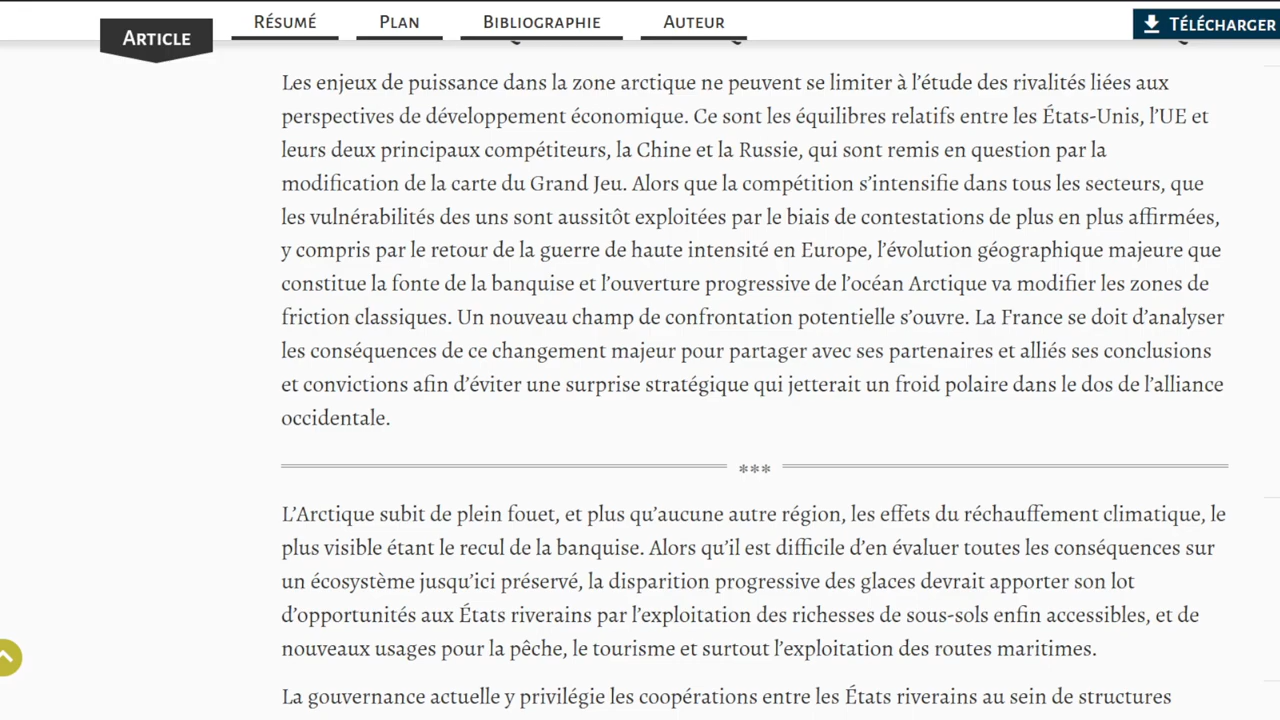 ARTICLE
RÉSUMÉ
PLAN
BIBLIOGRAPHIE
AUTEUR
TÉLÉCHARGER
Les enjeux de puissance dans la zone arctique ne peuvent se limiter à l’étude des rivalités liées aux
perspectives de développement économique. Ce sont les équilibres relatifs entre les États-Unis, l’UE et
leurs deux principaux compétiteurs, la Chine et la Russie, qui sont remis en question par la
modification de la carte du Grand Jeu. Alors que la compétition s’intensifie dans tous les secteurs, que
les vulnérabilités des uns sont aussitôt exploitées par le biais de contestations de plus en plus affirmées,
y compris par le retour de la guerre de haute intensité en Europe, l’évolution géographique majeure que
constitue la fonte de la banquise et l’ouverture progressive de l’océan Arctique va modifier les zones de
friction classiques. Un nouveau champ de confrontation potentielle s’ouvre. La France se doit d’analyser
les conséquences de ce changement majeur pour partager avec ses partenaires et alliés ses conclusions
et convictions afin d’éviter une surprise stratégique qui jetterait un froid polaire dans le dos de l’alliance
occidentale.
***
L’Arctique subit de plein fouet, et plus qu’aucune autre région, les effets du réchauffement climatique, le
plus visible étant le recul de la banquise. Alors qu’il est difficile d’en évaluer toutes les conséquences sur
un écosystème jusqu’ici préservé, la disparition progressive des glaces devrait apporter son lot
d’opportunités aux États riverains par l’exploitation des richesses de sous-sols enfin accessibles, et de
nouveaux usages pour la pêche, le tourisme et surtout l’exploitation des routes maritimes.
La gouvernance actuelle y privilégie les coopérations entre les États riverains au sein de structures